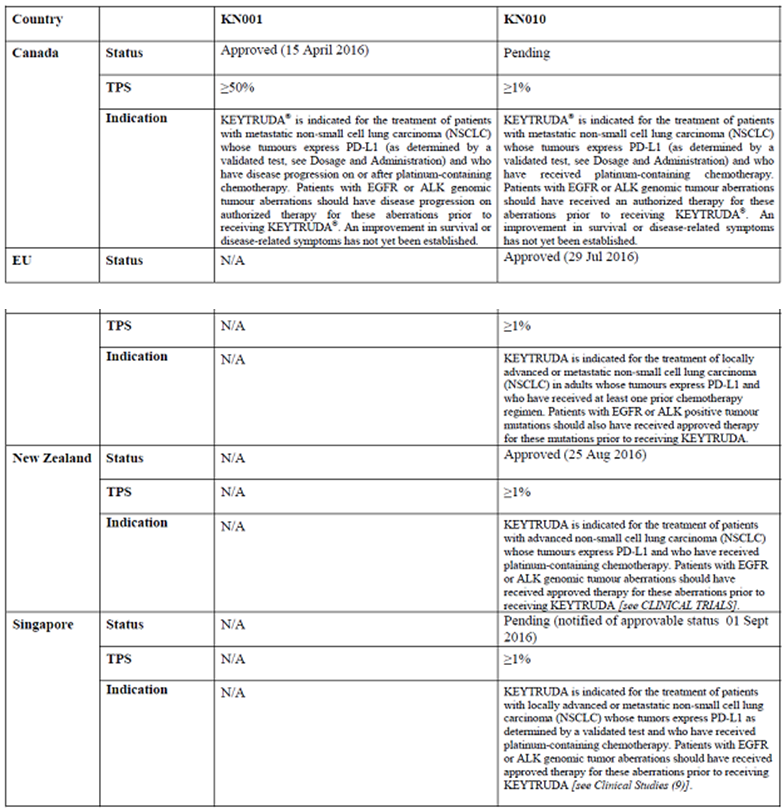 Country KN001 KN010
Canada Status Approved (15 April 2016) Pending
TPS ≥50% ≥1%
Indication
KEYTRUDA® is indicated for the treatment of patients
with metastatic non-small cell lung carcinoma (NSCLC)
whose tumours express PD-L1 (as determined by a
validated test, see Dosage and Administration) and who
have disease progression on or after platinum-containing
chemotherapy. Patients with EGFR or ALK genomic
tumour aberrations should have disease progression on
authorized therapy for these aberrations prior to
receiving KEYTRUDA®. An improvement in survival or
disease-related symptoms has not yet been established.
KEYTRUDA® is indicated for the treatment of patients
with metastatic non-small cell lung carcinoma (NSCLC)
whose tumours express PD-L1 (as determined by a
validated test, see Dosage and Administration) and who
have received platinum-containing chemotherapy.
Patients with EGFR or ALK genomic tumour aberrations
should have received an authorized therapy for these
aberrations prior to receiving KEYTRUDA®. An
improvement in survival or disease-related symptoms
has not yet been established.
EU Status N/A Approved (29 Jul 2016)
TPS N/A ≥1%
Indication N/A
KEYTRUDA is indicated for the treatment of locally
advanced or metastatic non-small cell lung carcinoma
(NSCLC) in adults whose tumours express PD-L1 and
who have received at least one prior chemotherapy
regimen. Patients with EGFR or ALK positive tumour
mutations should also have received approved therapy
for these mutations prior to receiving KEYTRUDA.
New Zealand Status N/A Approved (25 Aug 2016)
TPS N/A ≥1%
Indication N/A
KEYTRUDA is indicated for the treatment of patients
with advanced non-small cell lung carcinoma (NSCLC)
whose tumours express PD-L1 and who have received
platinum-containing chemotherapy. Patients with EGFR
or ALK genomic tumour aberrations should have
received approved therapy for these aberrations prior to
receiving KEYTRUDA [see CLINICAL TRIALS].
Singapore Status N/A Pending (notified of approvable status 01 Sept
2016)
TPS N/A ≥1%
Indication N/A
KEYTRUDA is indicated for the treatment of patients
with locally advanced or metastatic non-small cell lung
carcinoma (NSCLC) whose tumors express PD-L1 as
determined by a validated test and who have received
platinum-containing chemotherapy. Patients with EGFR
or ALK genomic tumor aberrations should have received
approved therapy for these aberrations prior to receiving
KEYTRUDA [see Clinical Studies (9)].